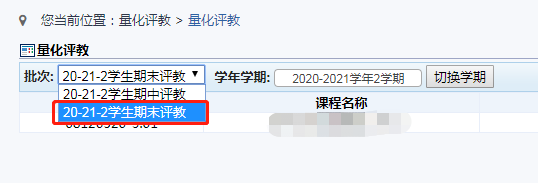 您当前位置：量化评教 > 量化评教
量化评教
批次: 20-21-2学生期末评教 学年学期: 2020-2021学年2学期 切换学期
20-21-2学生期中评教
20-21-2学生期末评教
课程名称